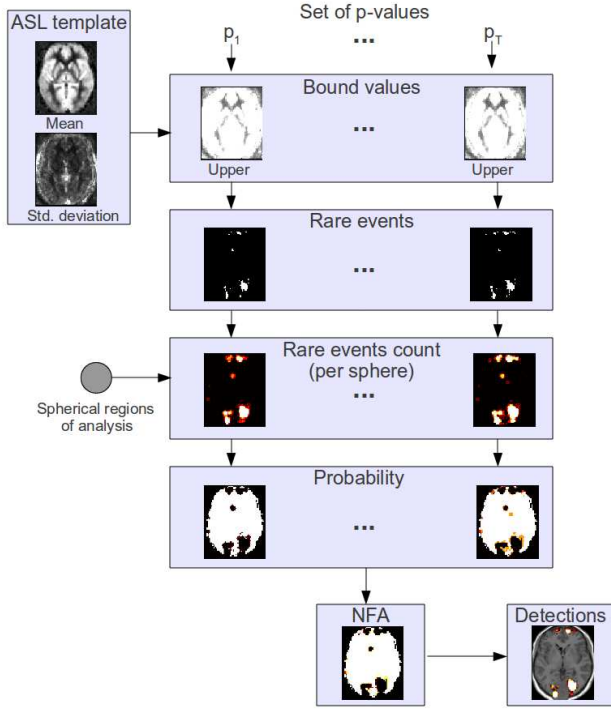 ASL template
Mean
Std. deviation
Set of p-values
p1 ... pT
Bound values
...
Upper Upper
Rare events
...
Rare events count
(per sphere)
...
Spherical regions
of analysis
Probability
...
NFA
Detections